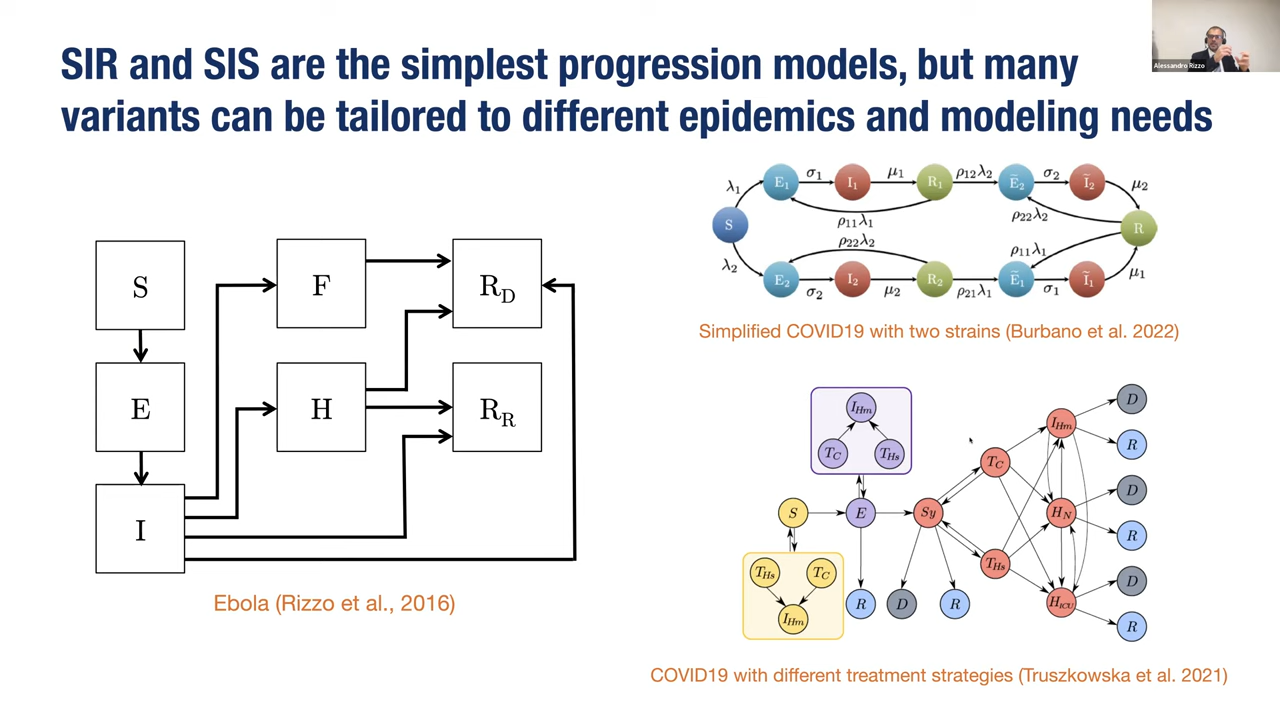 SIR and SIS are the simplest progression models, but many
variants can be tailored to different epidemics and modeling needs
Alessandro Rizzo
S
F
R_D
E
H
R_R
I
Ebola (Rizzo et al., 2016)
λ1
E1
σ1
I1
μ1
R1
ρ12λ2
Ē2
σ2
Ĩ1
μ2
S
ρ11λ1
ρ22λ2
R
ρ22λ2
ρ11λ1
λ2
E2
σ2
I2
μ2
R2
ρ21λ1
Ẽ1
σ1
Ĩ1
μ1
Simplified COVID19 with two strains (Burbano et al. 2022)
I_Hm
T_C
T_Hs
S
E
Sy
T_C
T_Hs
I_Hm
H_N
H_ICU
D
R
D
R
D
R
T_Hs
T_C
I_Hm
R
D
R
COVID19 with different treatment strategies (Truszkowska et al. 2021)